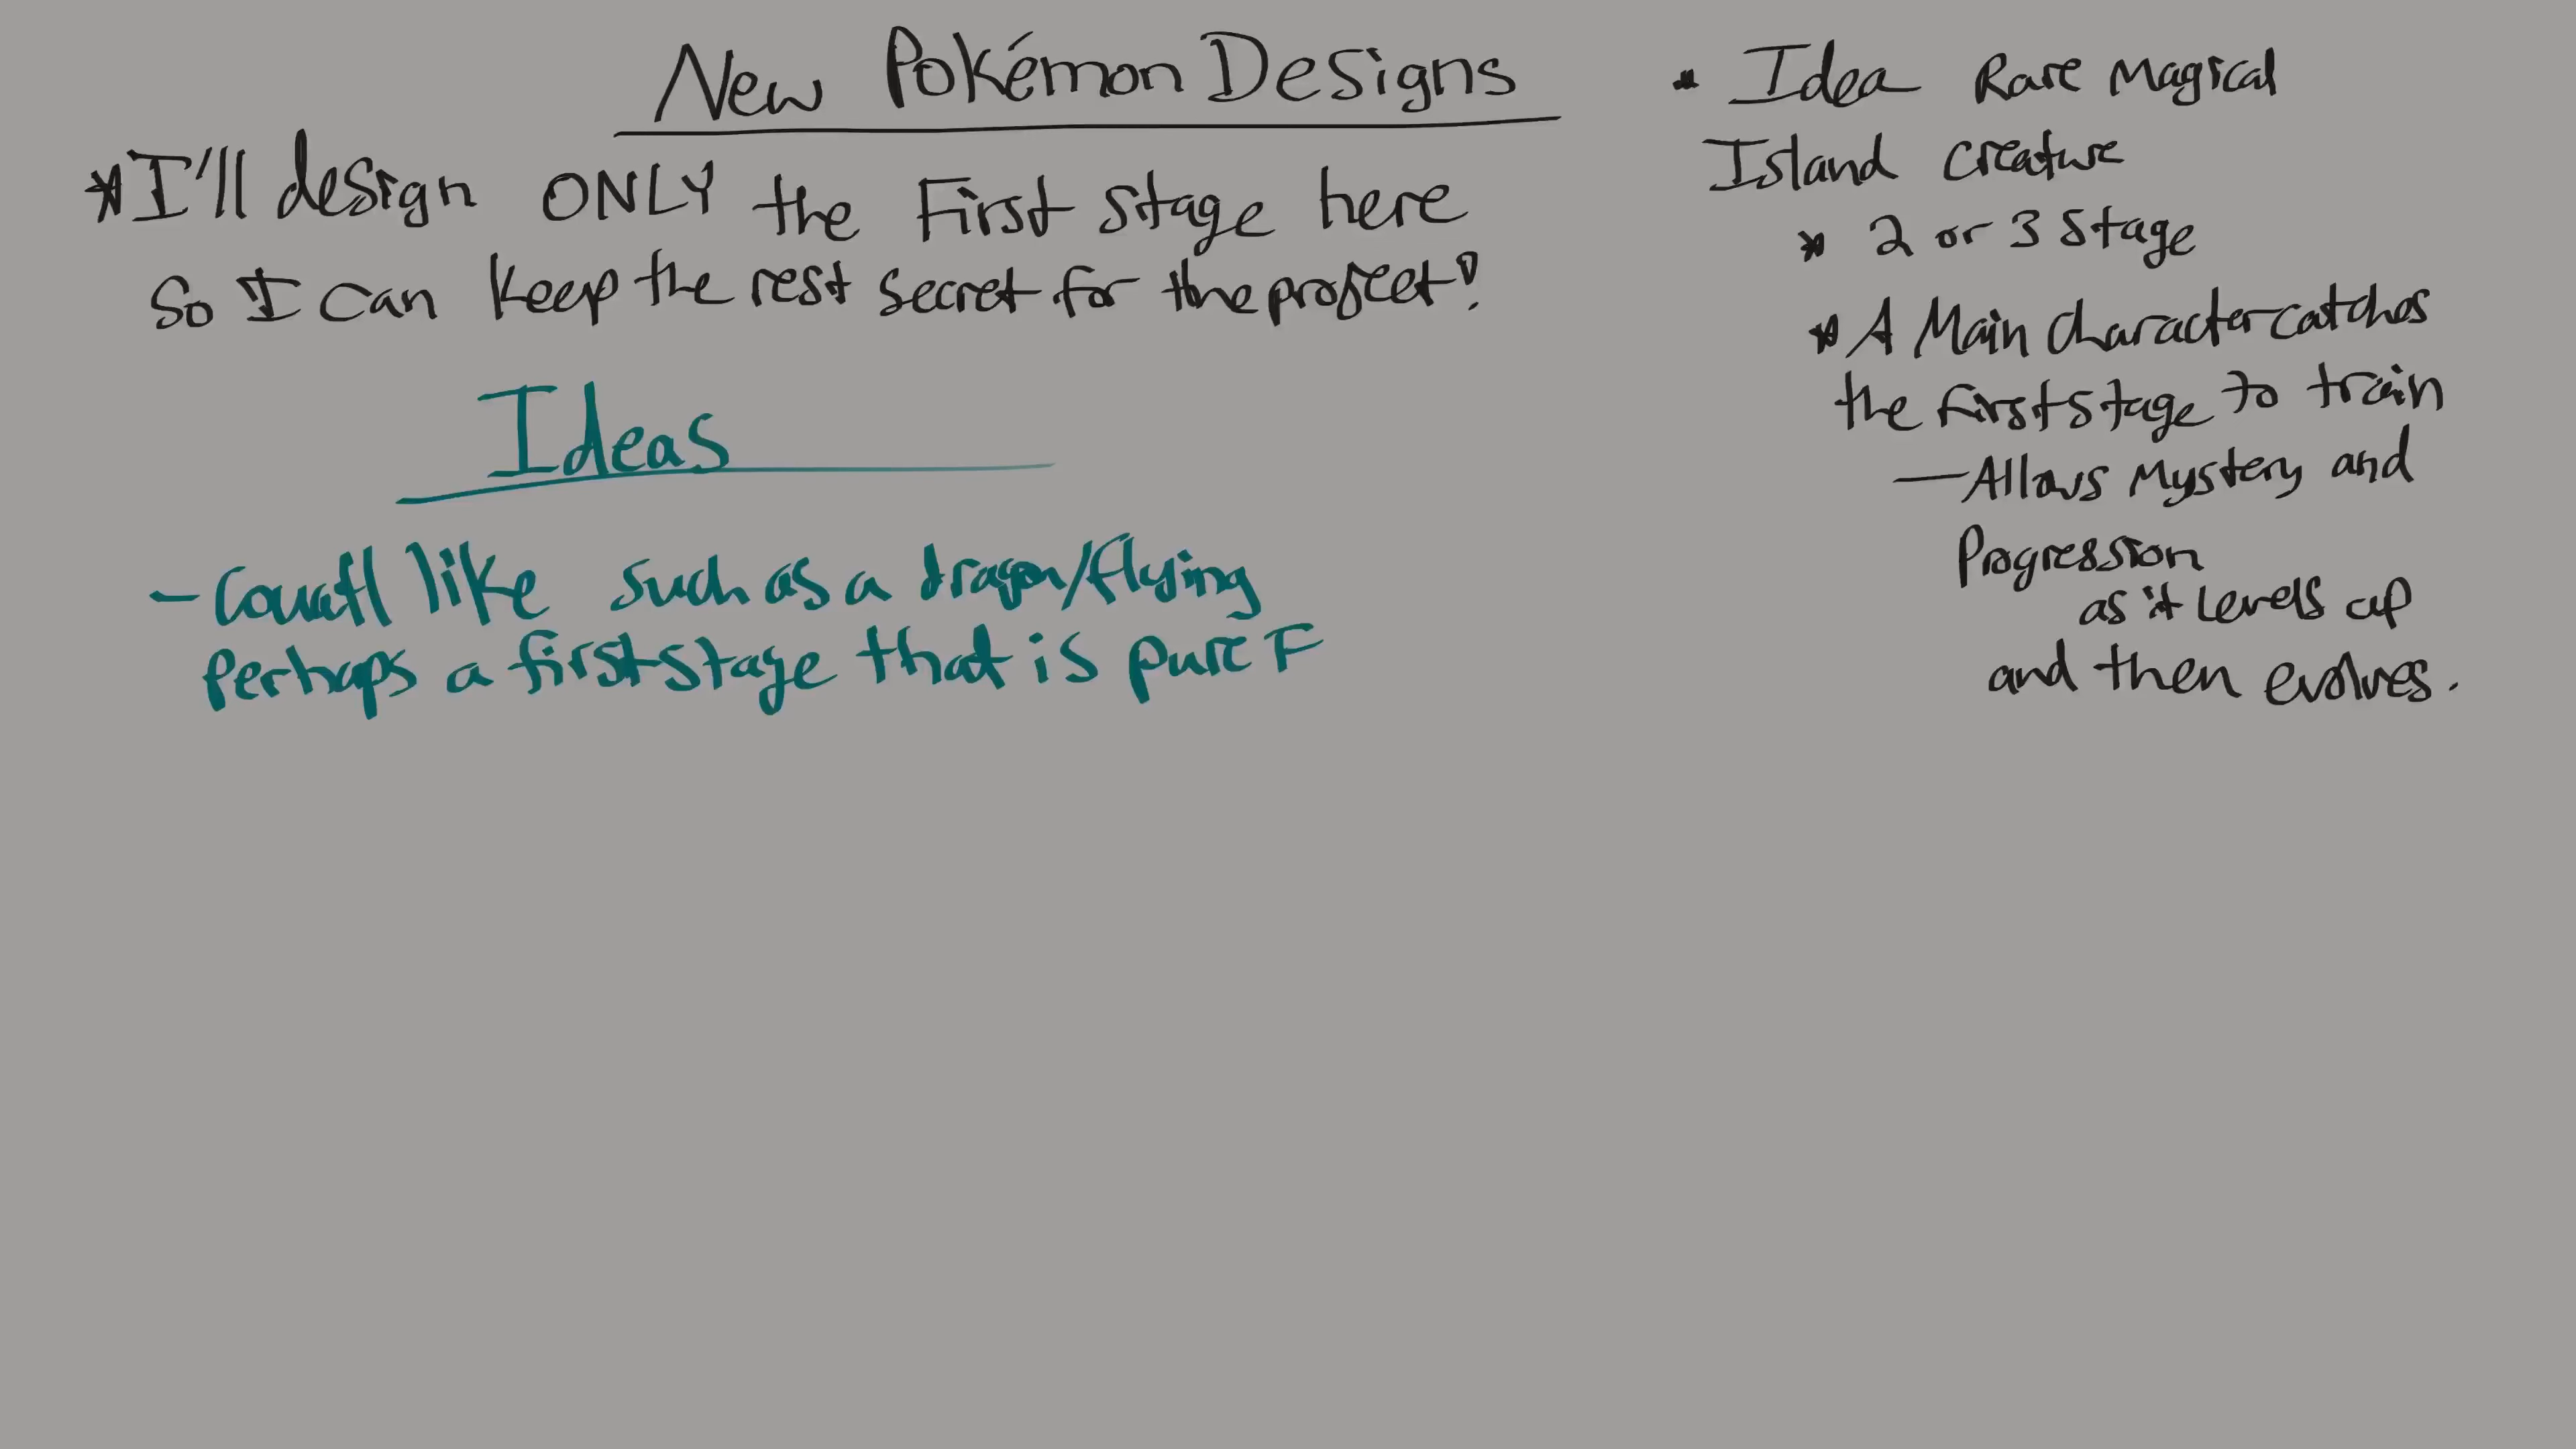 New Pokémon Designs
*I'll design ONLY the First stage here
So I can keep the rest secret for the project!
Ideas
- Couatl like such as a dragon/flying
perhaps a first stage that is pure F
* Idea Rare Magical
Island Creature
* 2 or 3 Stage
* A Main Character catches
the first stage to train
— Allows Mystery and
Progression
as it levels up
and then evolves.